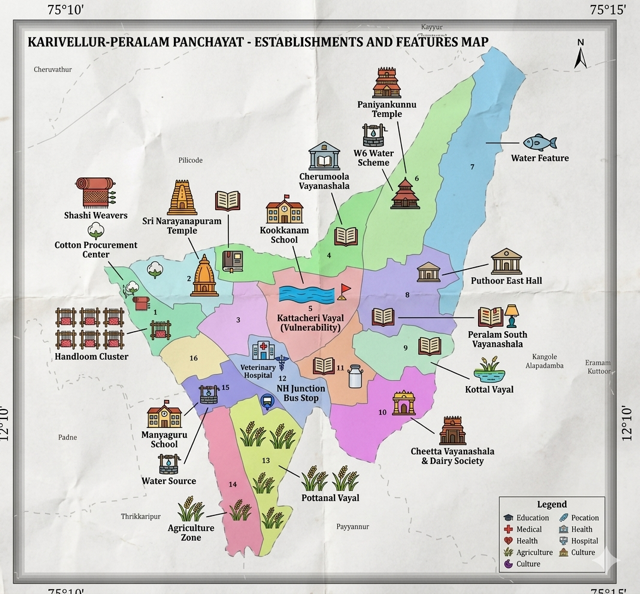 75°10'
75°15'
KARIVELLUR-PERALAM PANCHAYAT - ESTABLISHMENTS AND FEATURES MAP
Kayyur
N
Cheruvathur
Paniyankunnu
Temple
W6 Water
Scheme
6
7
Water Feature
Cherumoola
Vayanashala
Pilicode
Shashi Weavers
Sri Narayanapuram
Temple
Kookkanam
School
Cotton Procurement
Center
4
2
Puthoor East Hall
8
5
Kattacheri Vayal
(Vulnerability)
3
1
Peralam South
Vayanashala
Handloom Cluster
9
16
Veterinary
Hospital
11
Kangole
Alapadamba
Eramam
Kuttoor
12
NH Junction
Bus Stop
Kottal Vayal
15
10
12°10'
12°10'
Manyaguru
School
Padne
Cheetta Vayanashala
& Dairy Society
Water Source
13
14
Pottanal Vayal
Thrikkaripur
Agriculture
Zone
Payyannur
Legend
Education
Pocation
Medical
Health
Health
Hospital
Agriculture
Culture
Culture
75°10'
75°15'